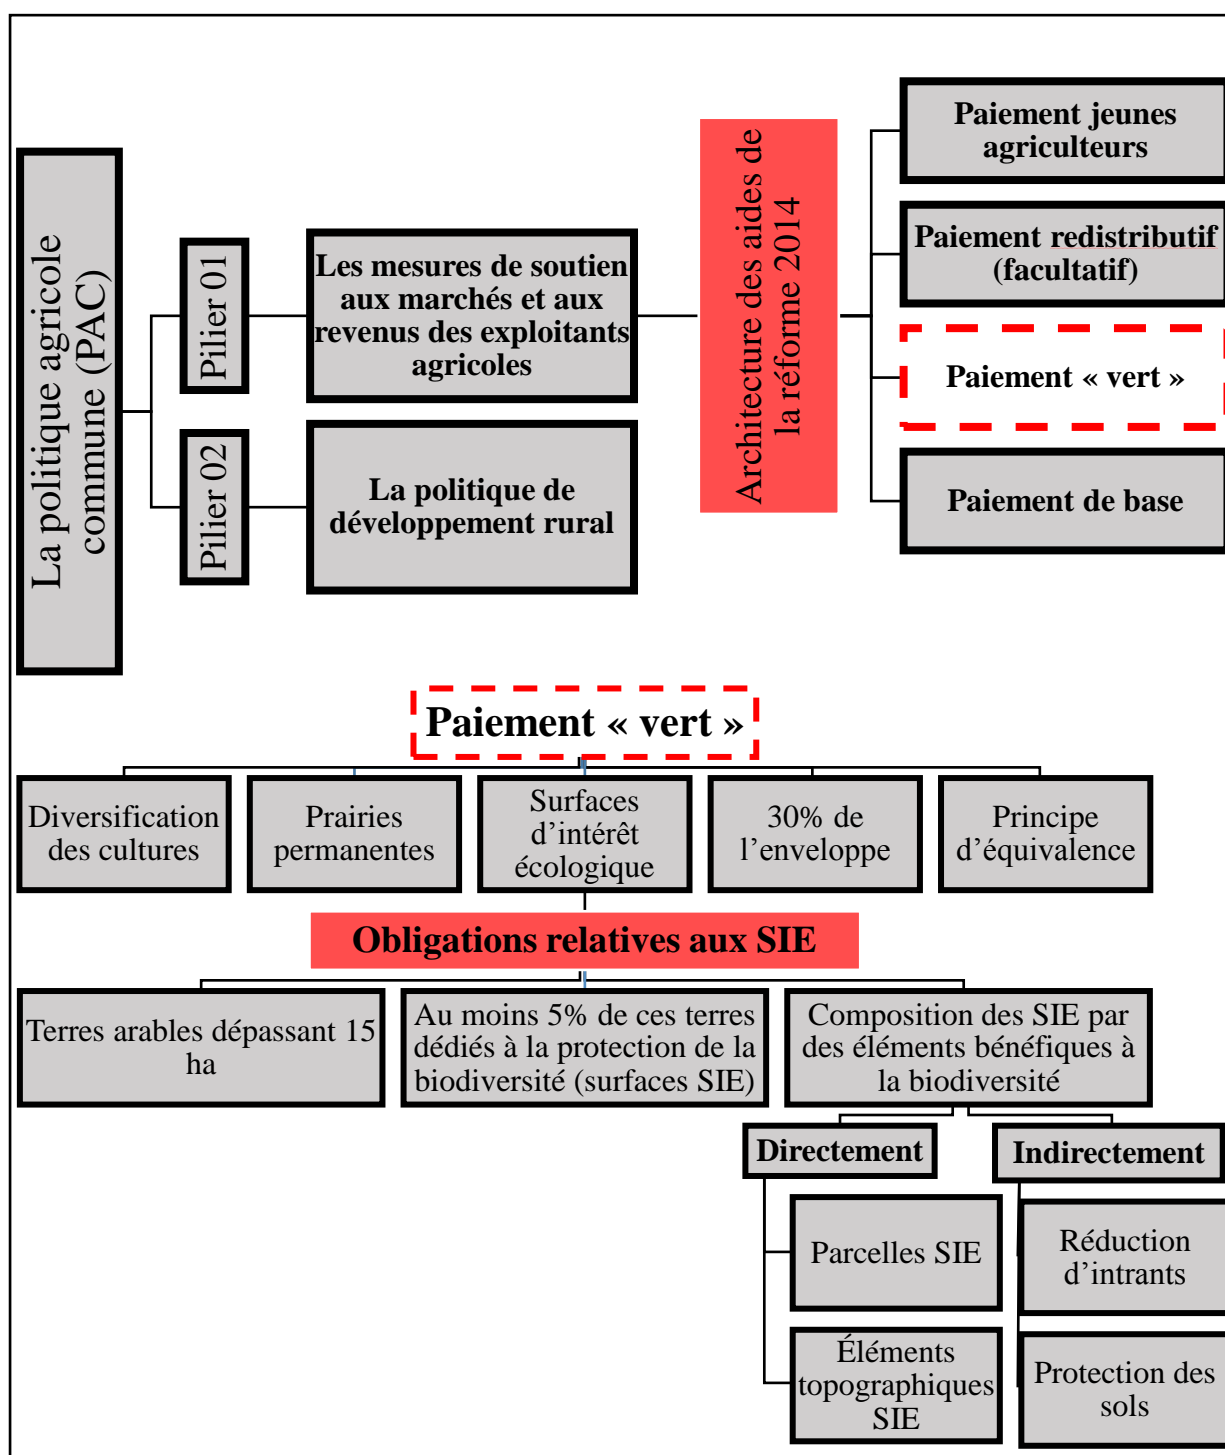 La politique agricole
commune (PAC)
Pilier 01
Les mesures de soutien
aux marchés et aux
revenus des exploitants
agricoles
Pilier 02
La politique de
développement rural
Architecture des aides de
la réforme 2014
Paiement jeunes
agriculteurs
Paiement redistributif
(facultatif)
Paiement « vert »
Paiement de base
Paiement « vert »
Diversification
des cultures
Prairies
permanentes
Surfaces
d’intérêt
écologique
30% de
l’enveloppe
Principe
d’équivalence
Obligations relatives aux SIE
Terres arables dépassant 15
ha
Au moins 5% de ces terres
dédiés à la protection de la
biodiversité (surfaces SIE)
Composition des SIE par
des éléments bénéfiques à
la biodiversité
Directement
Parcelles SIE
Éléments
topographiques
SIE
Indirectement
Réduction
d’intrants
Protection des
sols